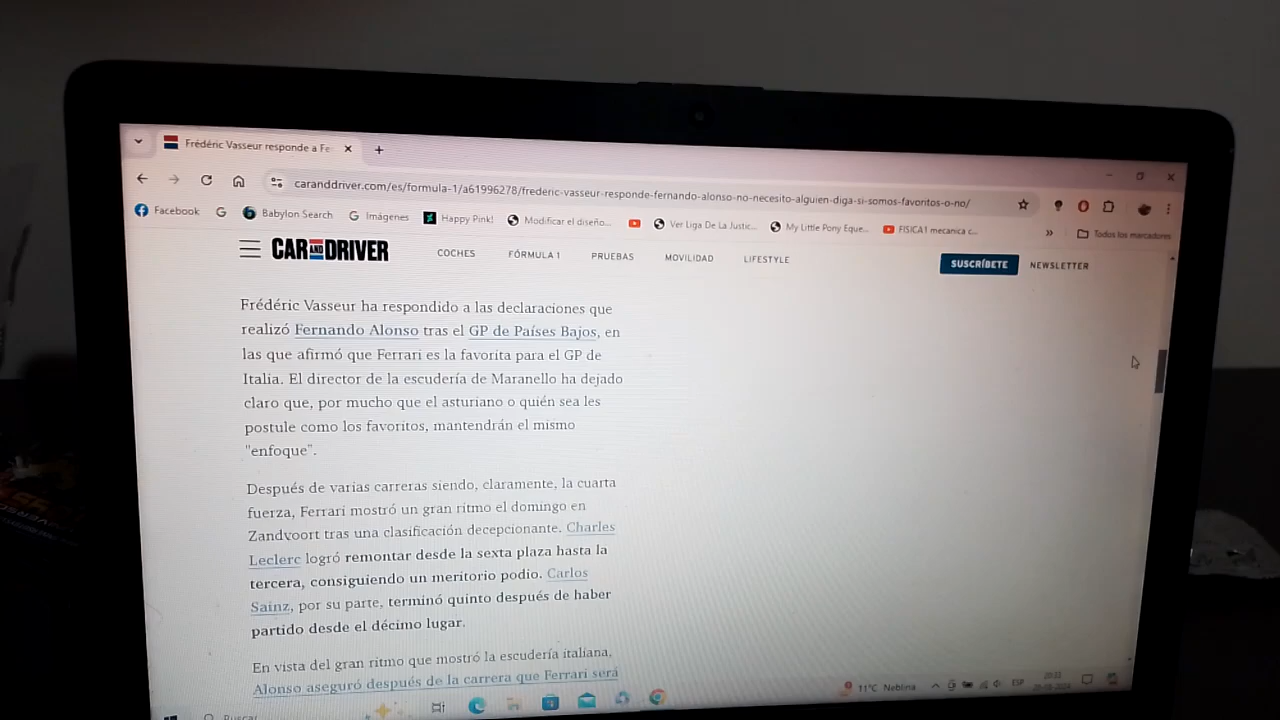 Frédéric Vasseur responde a Fe
caranddriver.com/es/formula-1/a61996278/frederic-vasseur-responde-fernando-alonso-no-necesito-alguien-diga-si-somos-favoritos-o-no/
Facebook
Babylon Search
Imágenes
Happy Pink!
Modificar el diseño...
Ver Liga De La Justic...
My Little Pony Eque...
FISICA1 mecanica c...
Todos los marcadores
CAR AND DRIVER
COCHES
FÓRMULA 1
PRUEBAS
MOVILIDAD
LIFESTYLE
SUSCRÍBETE
NEWSLETTER
Frédéric Vasseur ha respondido a las declaraciones que
realizó Fernando Alonso tras el GP de Países Bajos, en
las que afirmó que Ferrari es la favorita para el GP de
Italia. El director de la escudería de Maranello ha dejado
claro que, por mucho que el asturiano o quién sea les
postule como los favoritos, mantendrán el mismo
"enfoque".
Después de varias carreras siendo, claramente, la cuarta
fuerza, Ferrari mostró un gran ritmo el domingo en
Zandvoort tras una clasificación decepcionante. Charles
Leclerc logró remontar desde la sexta plaza hasta la
tercera, consiguiendo un meritorio podio. Carlos
Sainz, por su parte, terminó quinto después de haber
partido desde el décimo lugar.
En vista del gran ritmo que mostró la escudería italiana,
Alonso aseguró después de la carrera que Ferrari será
Buscar
11°C Neblina
ESP